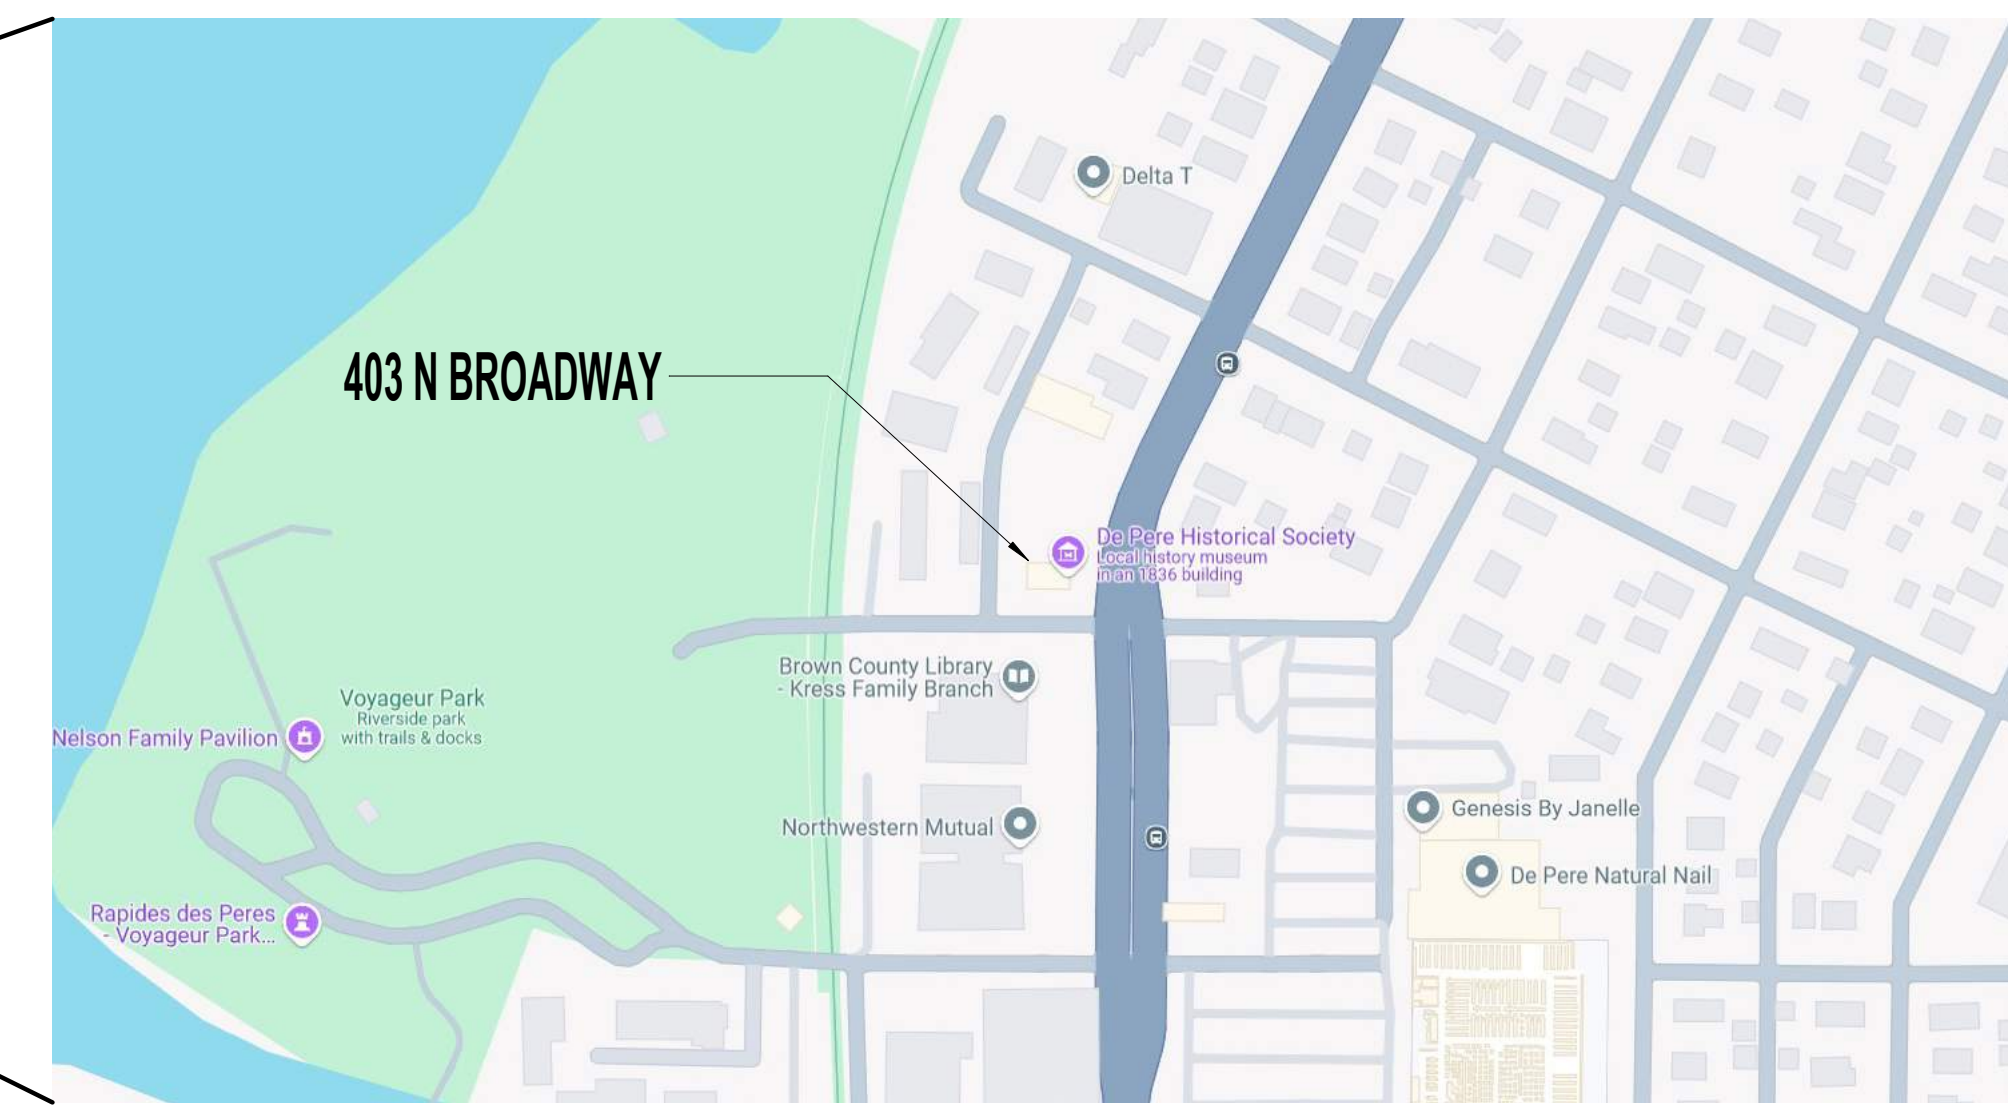 Delta T
403 N BROADWAY
De Pere Historical Society
Local history museum
in an 1836 building
Brown County Library
- Kress Family Branch
Voyageur Park
Riverside park
with trails & docks
Nelson Family Pavilion
Northwestern Mutual
Genesis By Janelle
De Pere Natural Nail
Rapides des Peres
- Voyageur Park...